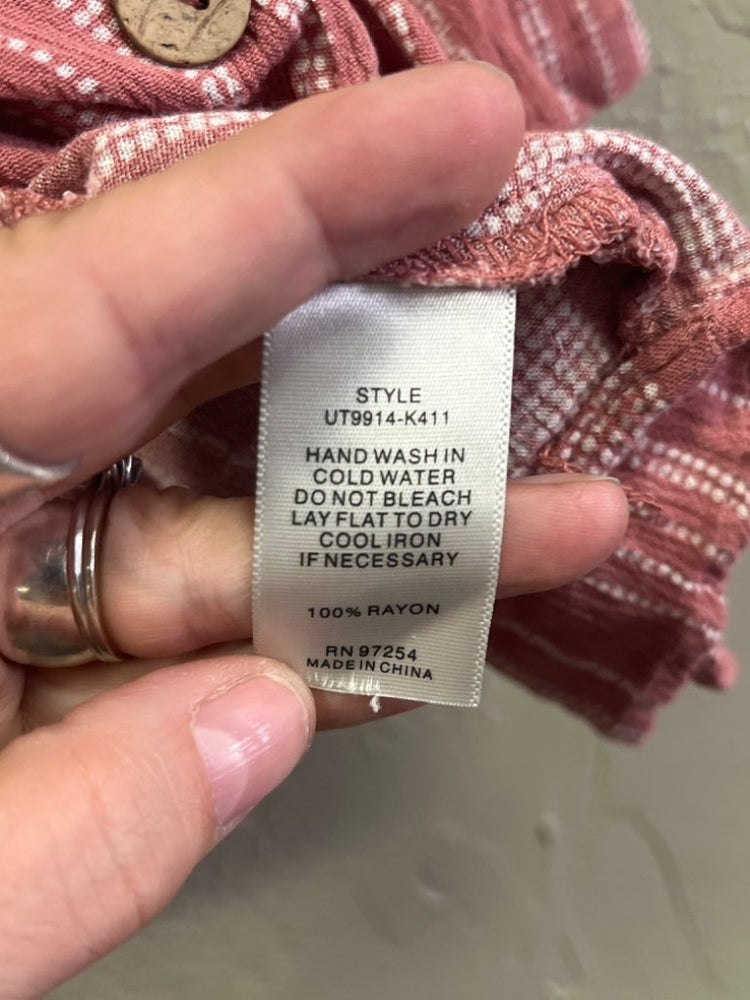 STYLE
UT9914-K411
HAND WASH IN
COLD WATER
DO NOT BLEACH
LAY FLAT TO DRY
COOL IRON
IF NECESSARY
100% RAYON
RN 97254
MADE IN CHINA